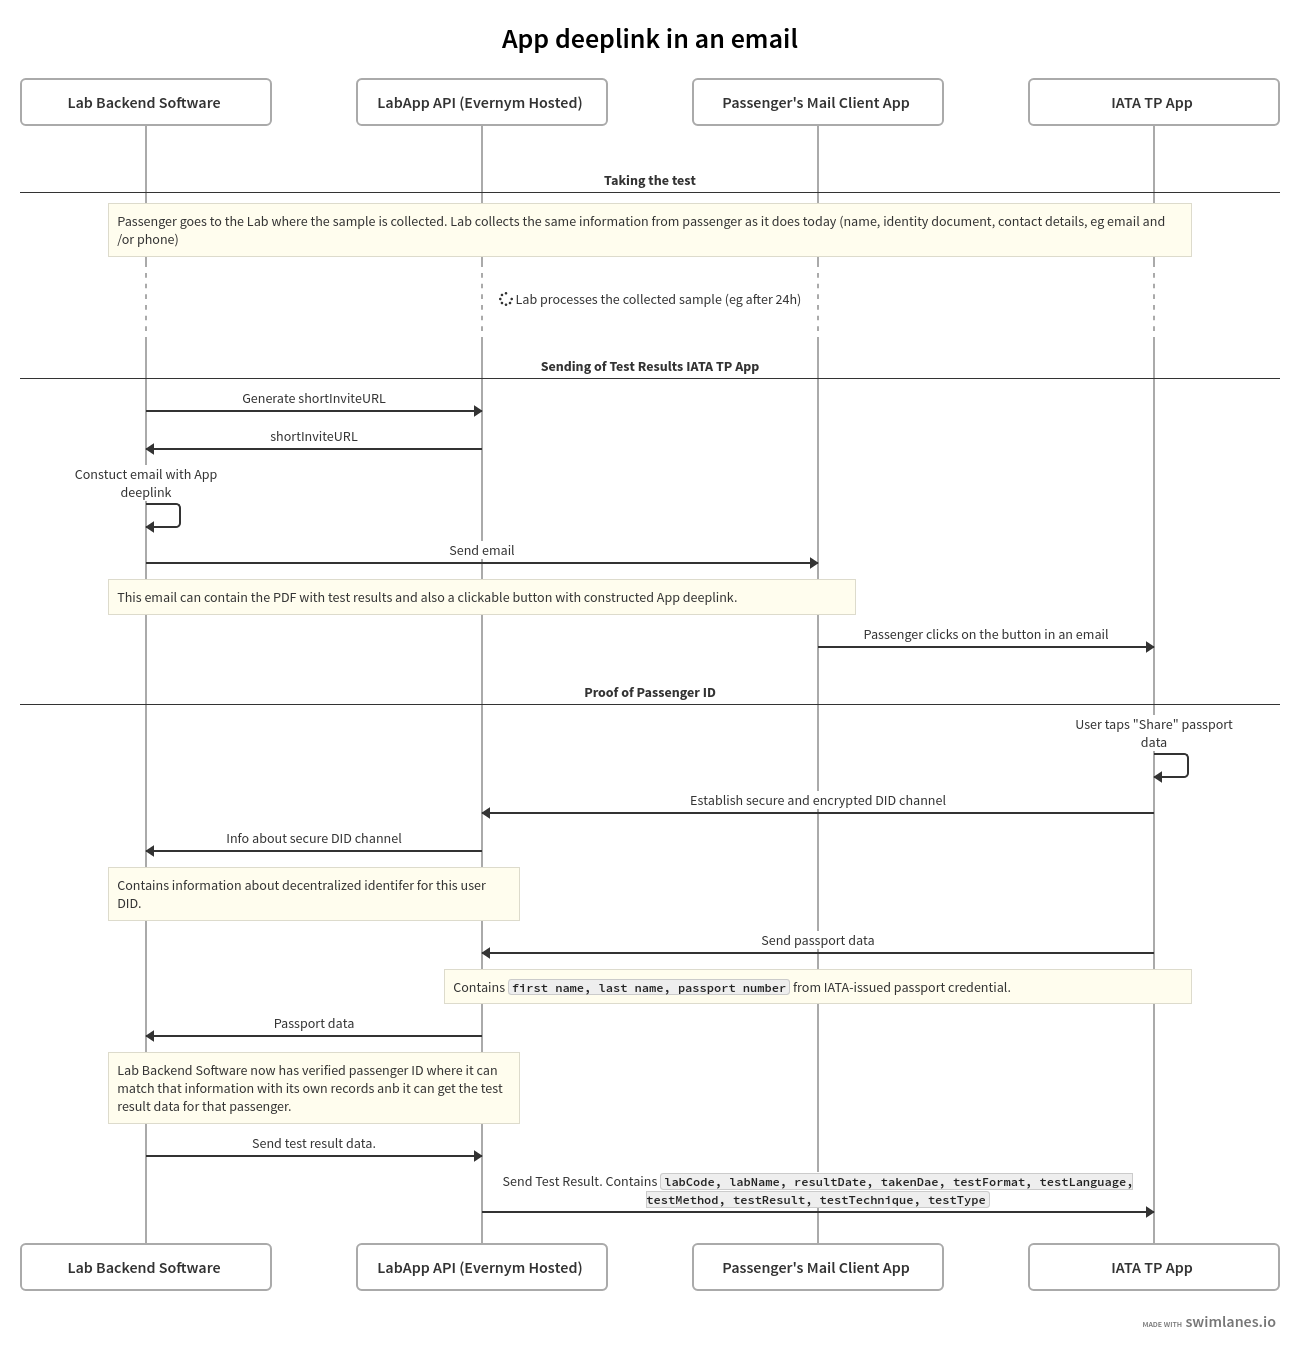 App deeplink in an email
Lab Backend Software
LabApp API (Evernym Hosted)
Passenger's Mail Client App
IATA TP App
Taking the test
Passenger goes to the Lab where the sample is collected. Lab collects the same information from passenger as it does today (name, identity document, contact details, eg email and
/or phone)
Lab processes the collected sample (eg after 24h)
Sending of Test Results IATA TP App
Generate shortInviteURL
shortInviteURL
Constuct email with App
deeplink
Send email
This email can contain the PDF with test results and also a clickable button with constructed App deeplink.
Passenger clicks on the button in an email
Proof of Passenger ID
User taps "Share" passport
data
Establish secure and encrypted DID channel
Info about secure DID channel
Contains information about decentralized identifer for this user
DID.
Send passport data
Contains first name, last name, passport number from IATA-issued passport credential.
Passport data
Lab Backend Software now has verified passenger ID where it can
match that information with its own records anb it can get the test
result data for that passenger.
Send test result data.
Send Test Result. Contains labCode, labName, resultDate, takenDae, testFormat, testLanguage,
testMethod, testResult, testTechnique, testType
Lab Backend Software
LabApp API (Evernym Hosted)
Passenger's Mail Client App
IATA TP App
MADE WITH swimlanes.io